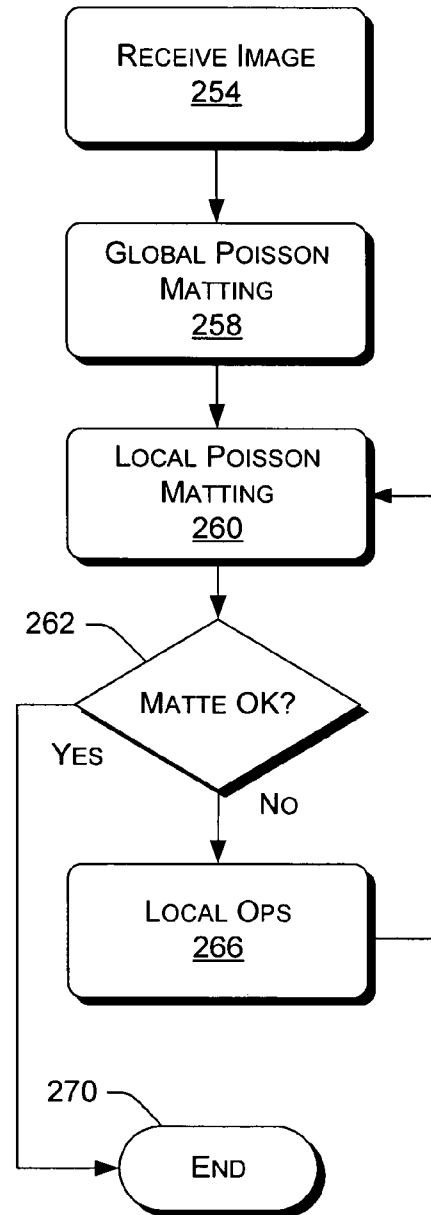 RECEIVE IMAGE
254
GLOBAL POISSON
MATTING
258
LOCAL POISSON
MATTING
260
262
MATTE OK?
YES
NO
LOCAL OPS
266
270
END